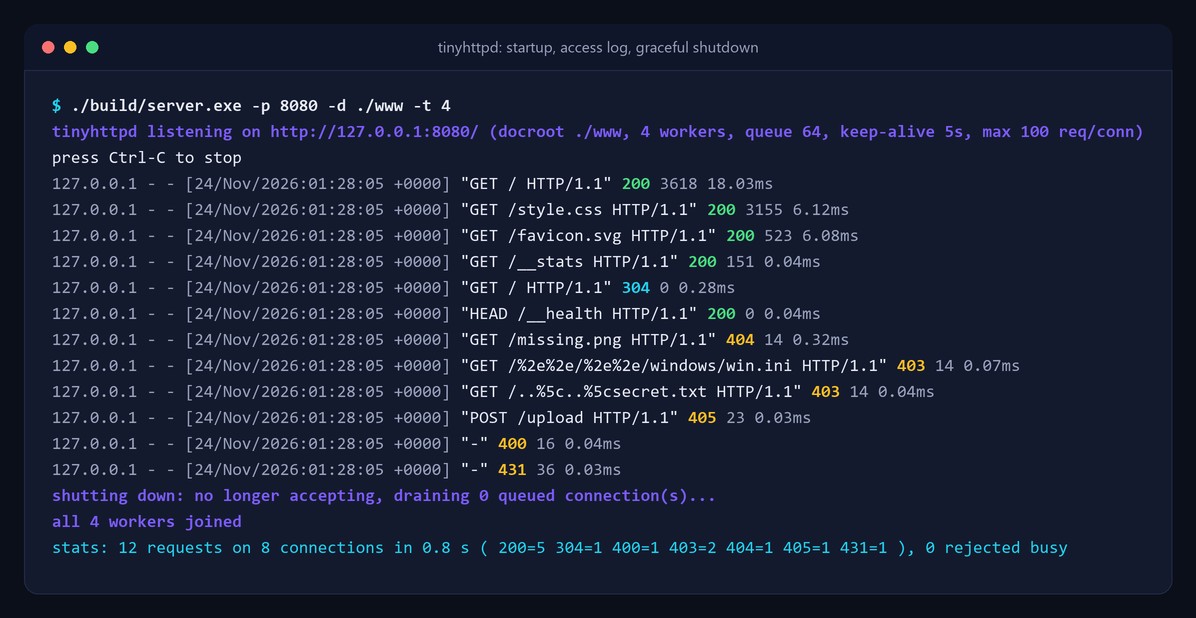 tinyhttpd: startup, access log, graceful shutdown
$ ./build/server.exe -p 8080 -d ./www -t 4
tinyhttpd listening on http://127.0.0.1:8080/ (docroot ./www, 4 workers, queue 64, keep-alive 5s, max 100 req/conn)
press Ctrl-C to stop
127.0.0.1 - - [24/Nov/2026:01:28:05 +0000] "GET / HTTP/1.1" 200 3618 18.03ms
127.0.0.1 - - [24/Nov/2026:01:28:05 +0000] "GET /style.css HTTP/1.1" 200 3155 6.12ms
127.0.0.1 - - [24/Nov/2026:01:28:05 +0000] "GET /favicon.svg HTTP/1.1" 200 523 6.08ms
127.0.0.1 - - [24/Nov/2026:01:28:05 +0000] "GET /__stats HTTP/1.1" 200 151 0.04ms
127.0.0.1 - - [24/Nov/2026:01:28:05 +0000] "GET / HTTP/1.1" 304 0 0.28ms
127.0.0.1 - - [24/Nov/2026:01:28:05 +0000] "HEAD /__health HTTP/1.1" 200 0 0.04ms
127.0.0.1 - - [24/Nov/2026:01:28:05 +0000] "GET /missing.png HTTP/1.1" 404 14 0.32ms
127.0.0.1 - - [24/Nov/2026:01:28:05 +0000] "GET /%2e%2e/%2e%2e/windows/win.ini HTTP/1.1" 403 14 0.07ms
127.0.0.1 - - [24/Nov/2026:01:28:05 +0000] "GET /..%5c..%5csecret.txt HTTP/1.1" 403 14 0.04ms
127.0.0.1 - - [24/Nov/2026:01:28:05 +0000] "POST /upload HTTP/1.1" 405 23 0.03ms
127.0.0.1 - - [24/Nov/2026:01:28:05 +0000] "-" 400 16 0.04ms
127.0.0.1 - - [24/Nov/2026:01:28:05 +0000] "-" 431 36 0.03ms
shutting down: no longer accepting, draining 0 queued connection(s)...
all 4 workers joined
stats: 12 requests on 8 connections in 0.8 s ( 200=5 304=1 400=1 403=2 404=1 405=1 431=1 ), 0 rejected busy